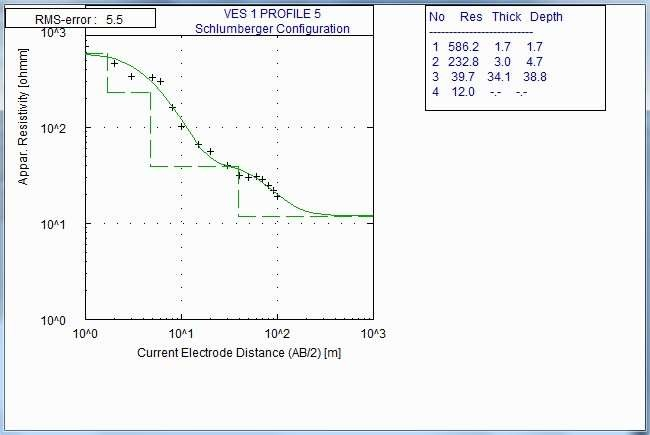 RMS-error : 5.5
VES 1 PROFILE 5
Schlumberger Configuration
No Res Thick Depth
-------------------------
1 586.2 1.7 1.7
2 232.8 3.0 4.7
3 39.7 34.1 38.8
4 12.0 -.- -.-
Appar. Resistivity [ohmm]
10^3
10^2
10^1
10^0
10^0 10^1 10^2 10^3
Current Electrode Distance (AB/2) [m]